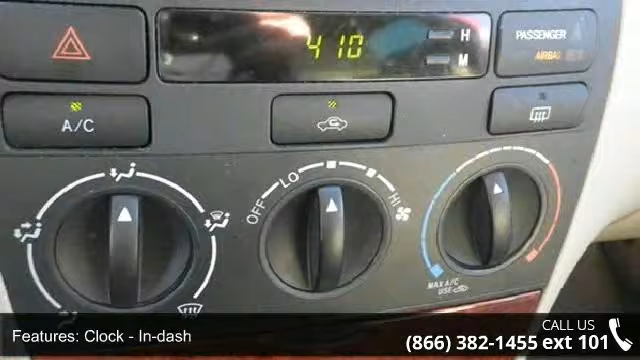 4 10
H
M
PASSENGER
AIRBAG
A/C
OFF
LO
HI
MAX A/C
USE
Features: Clock - In-dash
CALL US
(866) 382-1455 ext 101